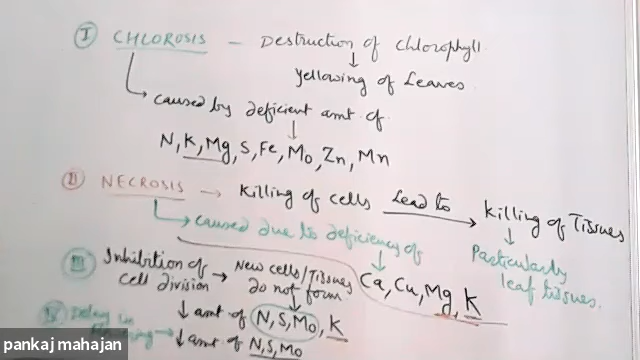 I CHLOROSIS – Destruction of chlorophyll.
↓
Yellowing of Leaves
→ caused by deficient amt. of
↓
N, K, Mg, S, Fe, Mo, Zn, Mn
II NECROSIS → Killing of cells Lead to → Killing of Tissues
→ caused due to deficiency of
Particularly
leaf tissues.
Ca, Cu, Mg, K
III Inhibition of
cell division → New cells/Tissues
do not form.
↓ amt of N, S, Mo, K
IV Delay in
→ ↓ amt of N, S, Mo
pankaj mahajan